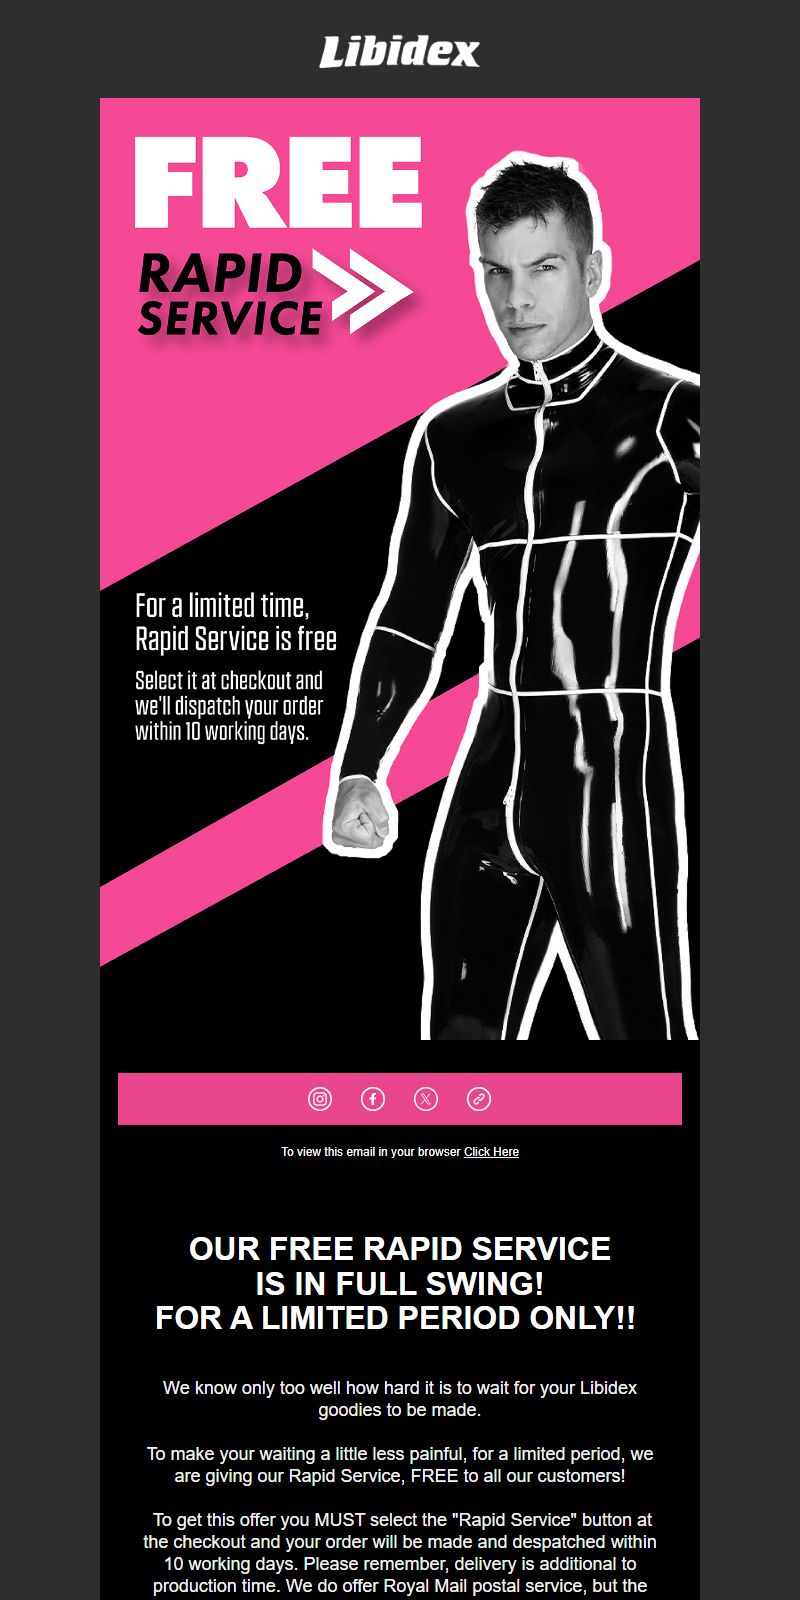 Libidex
FREE
RAPID
SERVICE
For a limited time,
Rapid Service is free
Select it at checkout and
we'll dispatch your order
within 10 working days.
To view this email in your browser Click Here
OUR FREE RAPID SERVICE
IS IN FULL SWING!
FOR A LIMITED PERIOD ONLY!!
We know only too well how hard it is to wait for your Libidex
goodies to be made.
To make your waiting a little less painful, for a limited period, we
are giving our Rapid Service, FREE to all our customers!
To get this offer you MUST select the "Rapid Service" button at
the checkout and your order will be made and despatched within
10 working days. Please remember, delivery is additional to
production time. We do offer Royal Mail postal service, but the